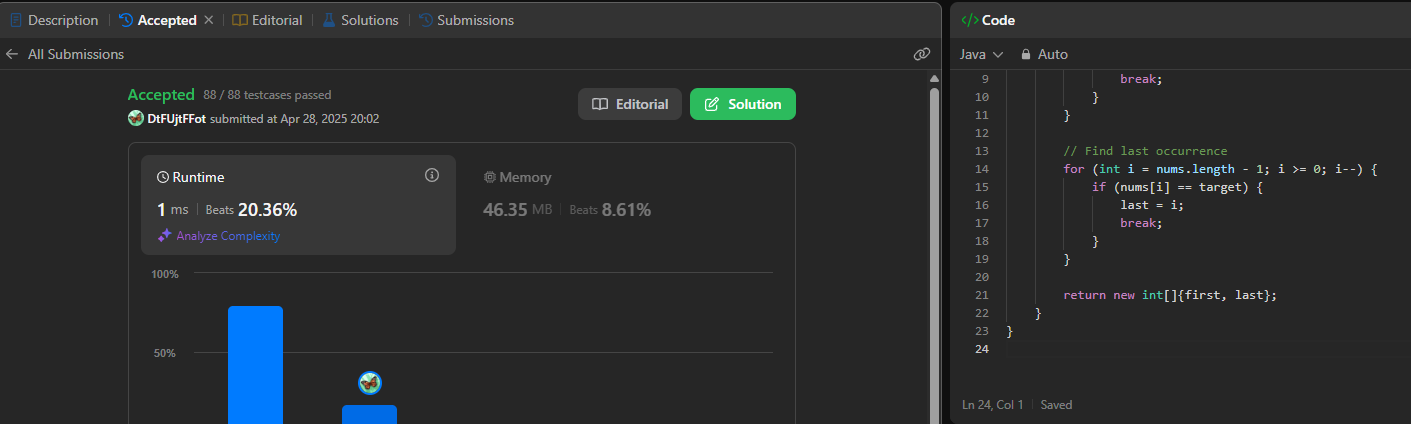 Description Accepted Editorial Solutions Submissions
All Submissions
Accepted 88 / 88 testcases passed
DtFUjtFFot submitted at Apr 28, 2025 20:02
Editorial Solution
Runtime
1 ms Beats 20.36%
Analyze Complexity
Memory
46.35 MB Beats 8.61%
100%
50%
</> Code
Java Auto
9 break;
10 }
11 }
12
13 // Find last occurrence
14 for (int i = nums.length - 1; i >= 0; i--) {
15 if (nums[i] == target) {
16 last = i;
17 break;
18 }
19 }
20
21 return new int[]{first, last};
22 }
23 }
24
Ln 24, Col 1 Saved